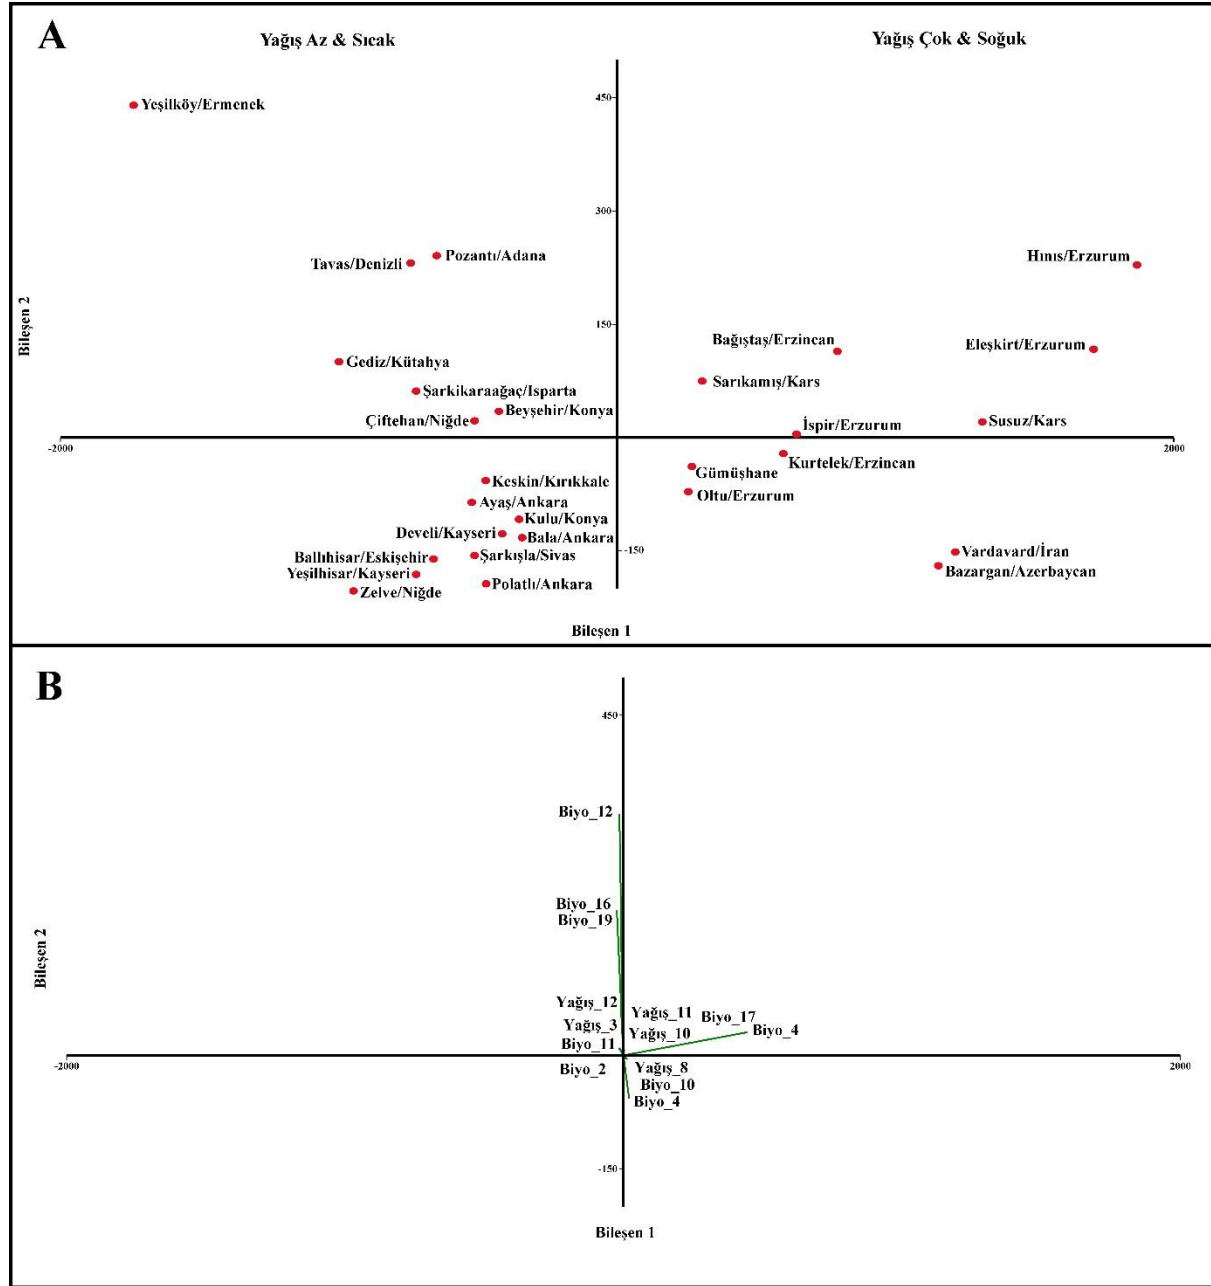 A
Yağış Az & Sıcak
Yağış Çok & Soğuk
450
Yeşilköy/Ermenek
300
Pozantı/Adana
Tavas/Denizli
Hınıs/Erzurum
Bileşen 2
150
Bağıştaş/Erzincan
Eleşkirt/Erzurum
Gediz/Kütahya
Sarıkamış/Kars
Şarkikaraağaç/Isparta
Beyşehir/Konya
Çiftehan/Niğde
Susuz/Kars
İspir/Erzurum
-2000
2000
Kurtelek/Erzincan
Gümüşhane
Keskin/Kırıkkale
Oltu/Erzurum
Ayaş/Ankara
Kulu/Konya
Develi/Kayseri
Bala/Ankara
-150
Vardavard/İran
Ballıhisar/Eskişehir
Şarkışla/Sivas
Bazargan/Azerbaycan
Yeşilhisar/Kayseri
Polatlı/Ankara
Zelve/Niğde
Bileşen 1
B
450
Biyo_12
Biyo_16
Biyo_19
Bileşen 2
Yağış_12
Yağış_11
Biyo_17
Yağış_3
Yağış_10
Biyo_4
Biyo_11
-2000
2000
Biyo_2
Yağış_8
Biyo_10
Biyo_4
-150
Bileşen 1